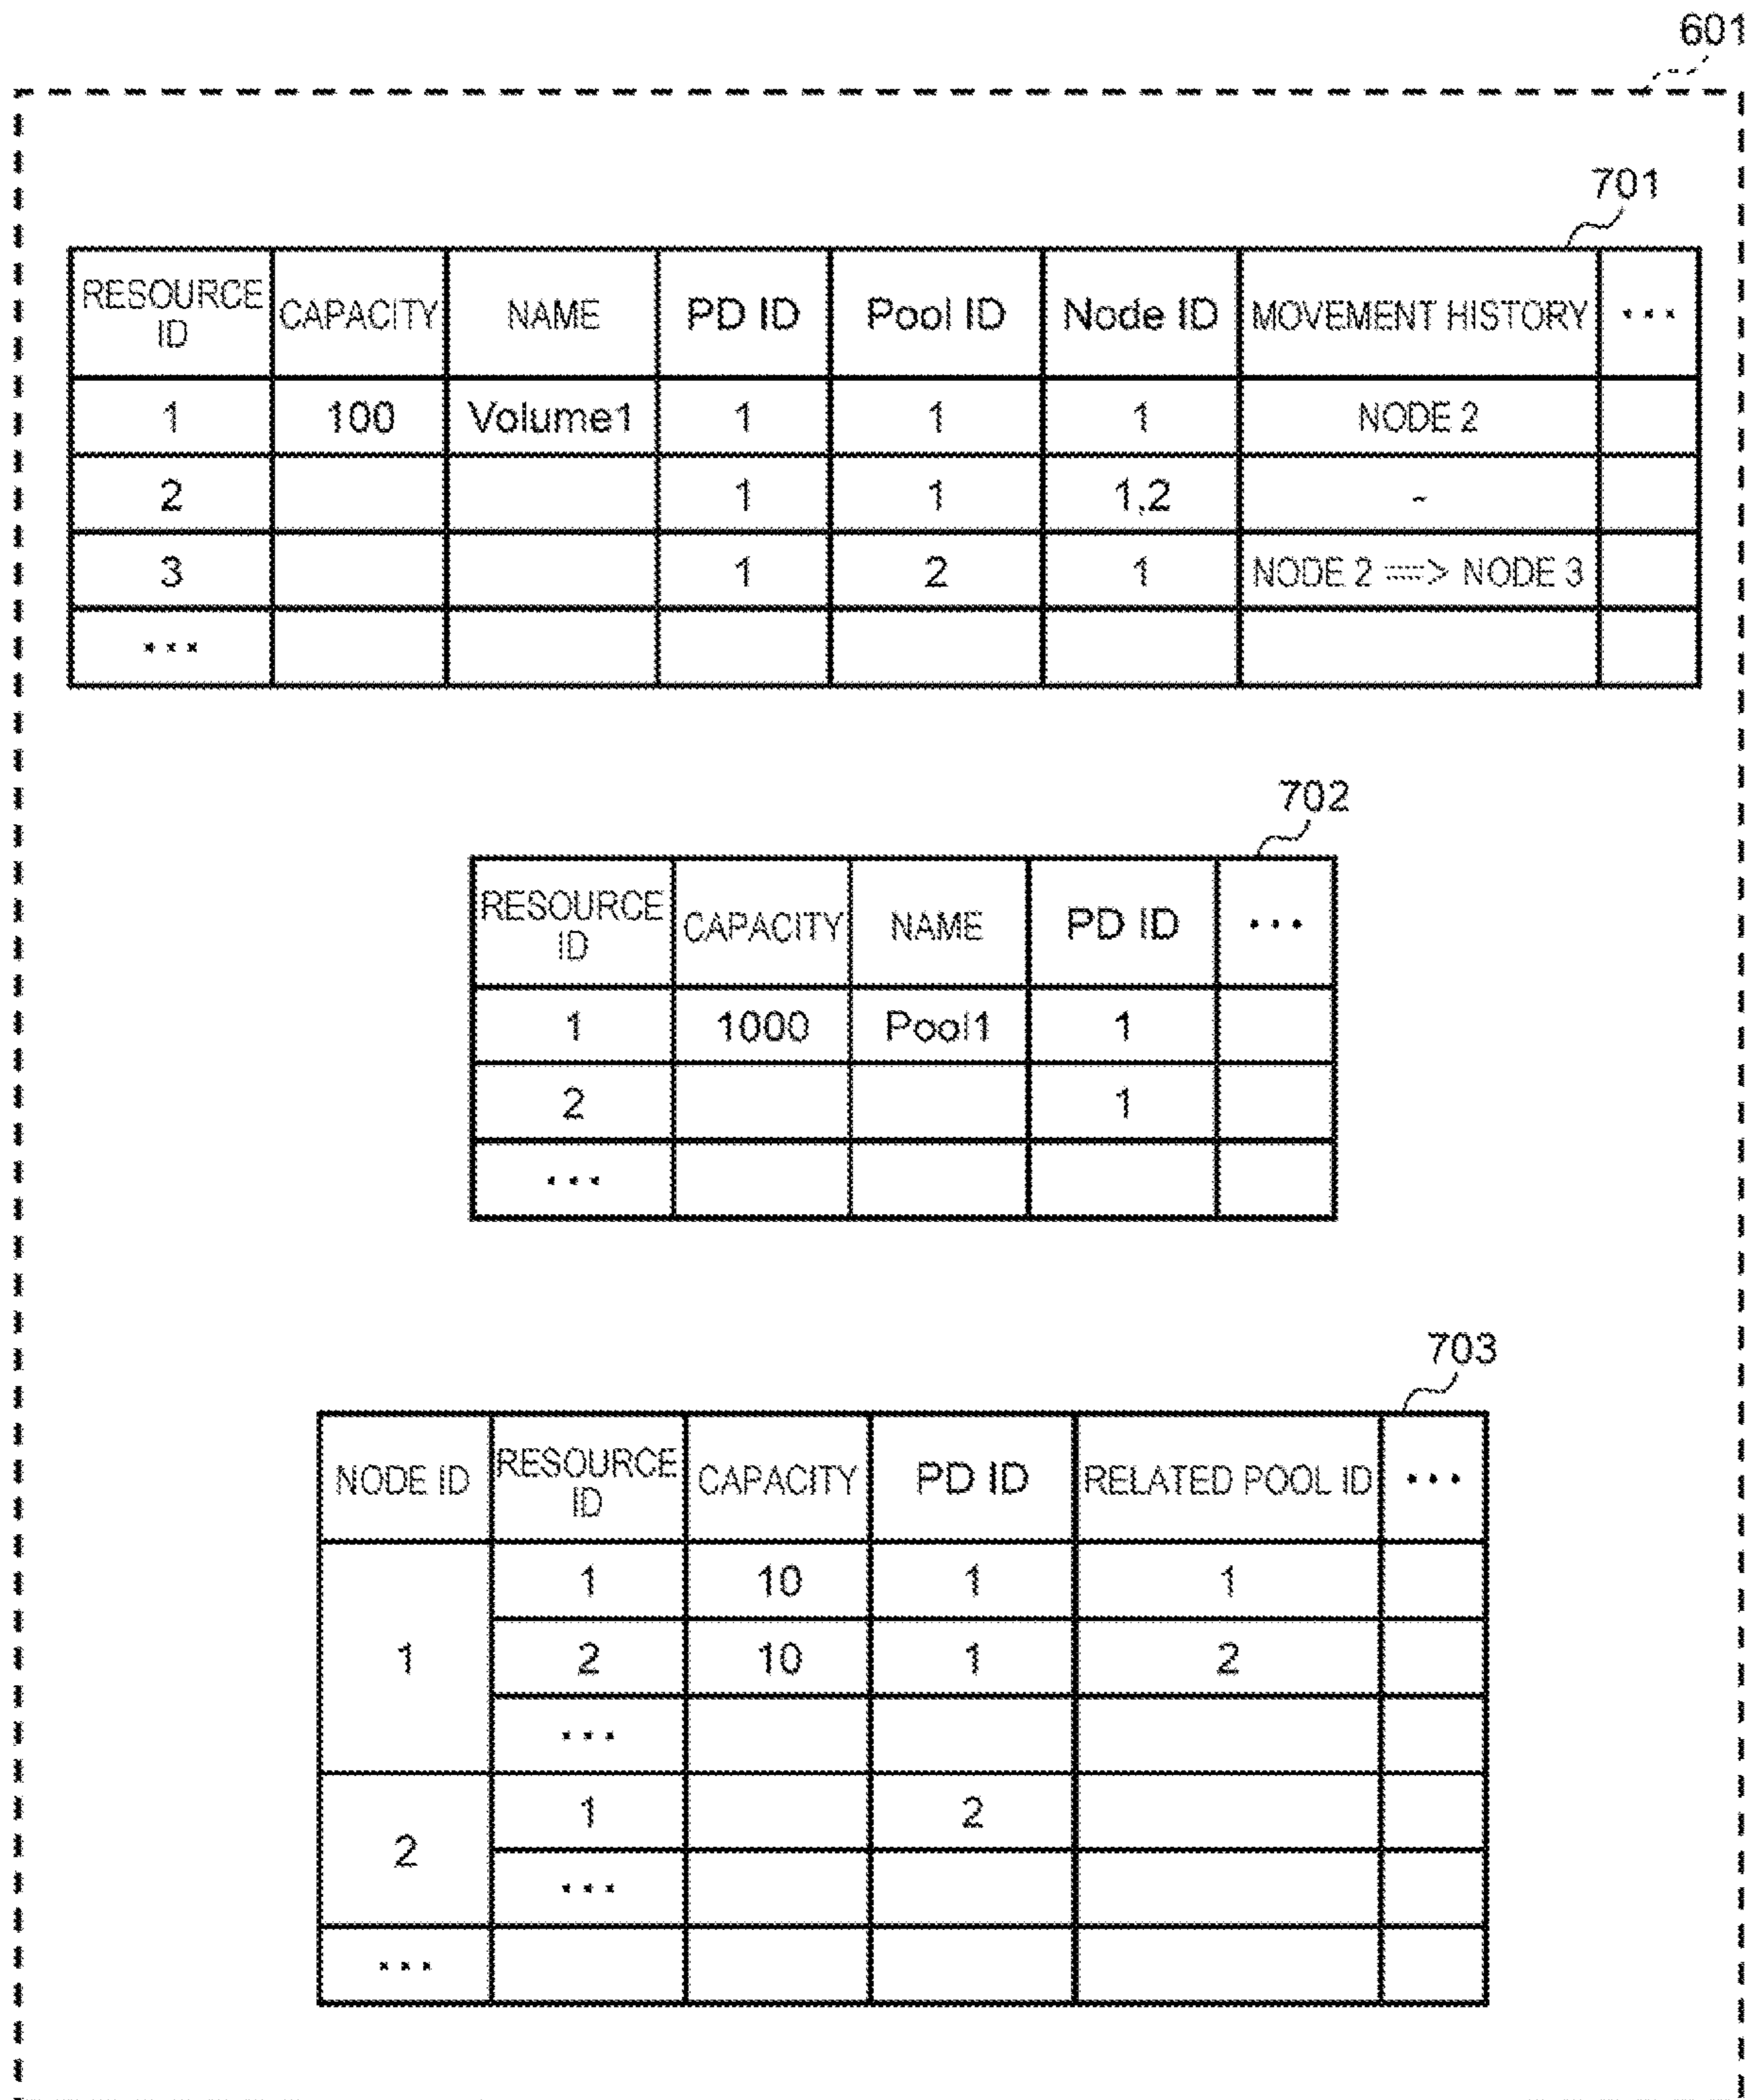 601
701
RESOURCE ID CAPACITY NAME PD ID Pool ID Node ID MOVEMENT HISTORY ...
1 100 Volume1 1 1 1 NODE 2
2 1 1 1,2 -
3 1 2 1 NODE 2 ==> NODE 3
...
702
RESOURCE ID CAPACITY NAME PD ID ...
1 1000 Pool1 1
2 1
...
703
NODE ID RESOURCE ID CAPACITY PD ID RELATED POOL ID ...
1 1 10 1 1
2 10 1 2
...
2 1 2
...
...